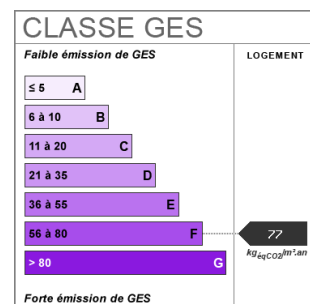 CLASSE GES
Faible émission de GES
LOGEMENT
≤ 5 A
6 à 10 B
11 à 20 C
21 à 35 D
36 à 55 E
56 à 80 F
77
kgéqCO2/m².an
> 80 G
Forte émission de GES